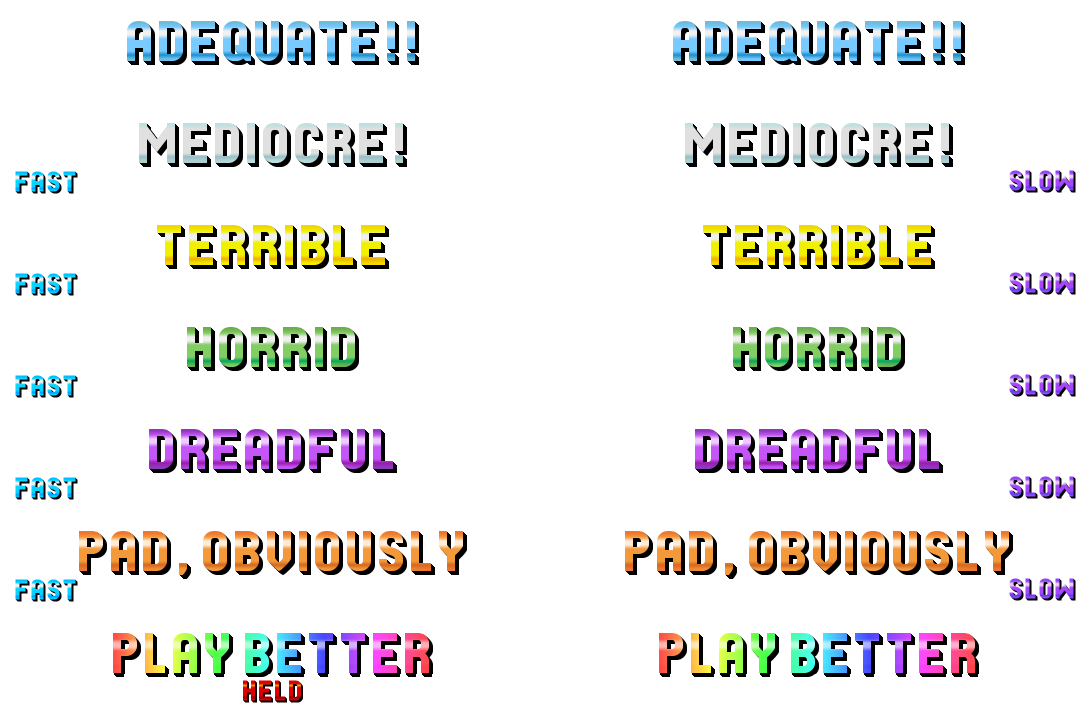 ADEQUATE!! ADEQUATE!!
MEDIOCRE! MEDIOCRE!
FAST SLOW
TERRIBLE TERRIBLE
FAST SLOW
HORRID HORRID
FAST SLOW
DREADFUL DREADFUL
FAST SLOW
PAD, OBVIOUSLY PAD, OBVIOUSLY
FAST SLOW
PLAY BETTER PLAY BETTER
HELD